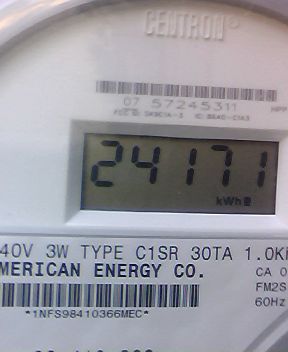 CENTRON®
07 57245311
24171
kWh
40V 3W TYPE C1SR 30TA 1.0K
MERICAN ENERGY CO.
CA 0
FM2S
60Hz
*1NFS98410366MEC*